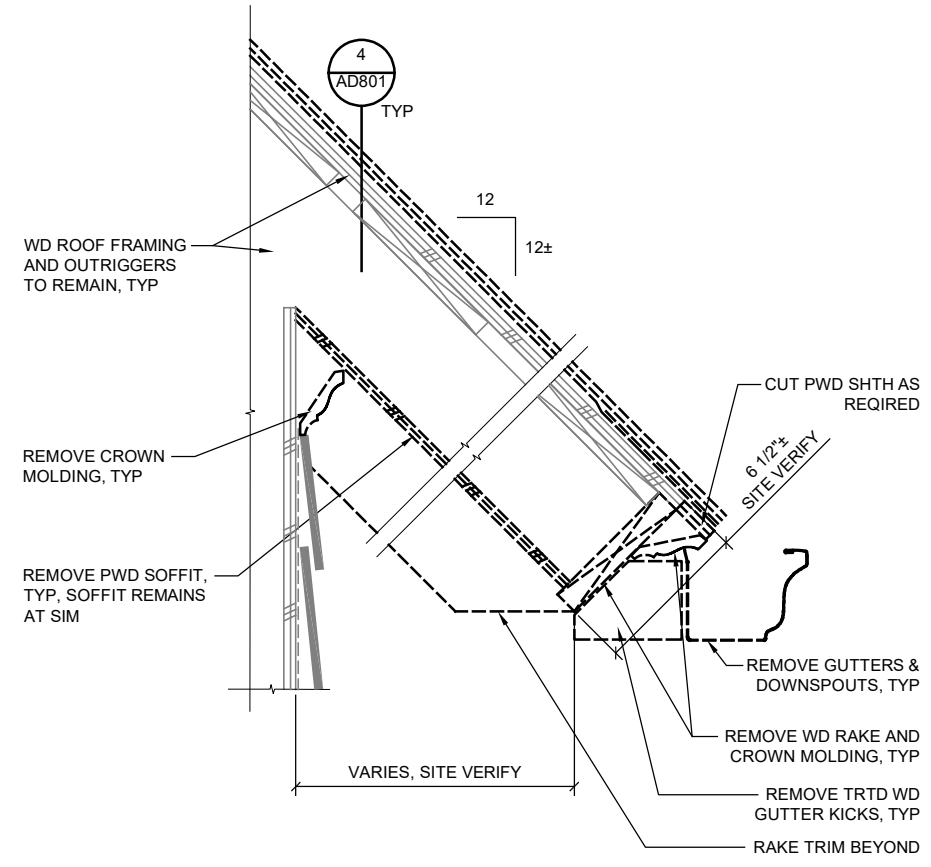 4
AD801
TYP
12
12±
WD ROOF FRAMING
AND OUTRIGGERS
TO REMAIN, TYP
CUT PWD SHTH AS
REQIRED
6 1/2"±
SITE VERIFY
REMOVE CROWN
MOLDING, TYP
REMOVE PWD SOFFIT,
TYP, SOFFIT REMAINS
AT SIM
REMOVE GUTTERS &
DOWNSPOUTS, TYP
REMOVE WD RAKE AND
CROWN MOLDING, TYP
VARIES, SITE VERIFY
REMOVE TRTD WD
GUTTER KICKS, TYP
RAKE TRIM BEYOND